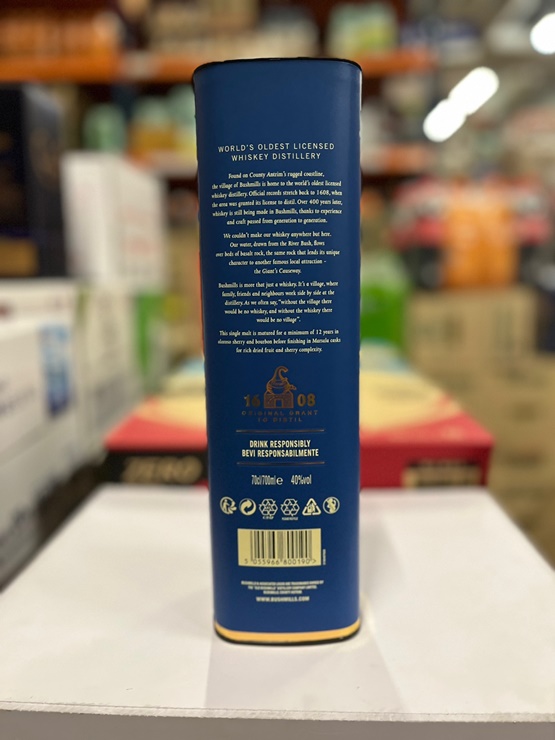 WORLD'S OLDEST LICENSED
WHISKEY DISTILLERY
Found on County Antrim's rugged coastline,
the village of Bushmills is home to the world's oldest licensed
whiskey distillery. Official records stretch back to 1608, when
the area was granted its license to distil. Over 400 years later,
whiskey is still being made in Bushmills, thanks to experience
and craft passed from generation to generation.
We couldn't make our whiskey anywhere but here.
Our water, drawn from the River Bush, flows
over beds of basalt rock, the same rock that lends its unique
character to another famous local attraction –
the Giant's Causeway.
Bushmills is more than just a whiskey. It's a village, where
family, friends and neighbours work side by side at the
distillery. As we often say, "without the village there
would be no whiskey, and without the whiskey there
would be no village".
This single malt is matured for a minimum of 12 years in
oloroso sherry and bourbon before finishing in Marsala casks
for rich dried fruit and sherry complexity.
16 08
ORIGINAL GRANT
TO DISTIL
DRINK RESPONSIBLY
BEVI RESPONSABILMENTE
70cl/700ml e 40%vol
5 055966 800190 >
WWW.BUSHMILLS.COM
ZERO